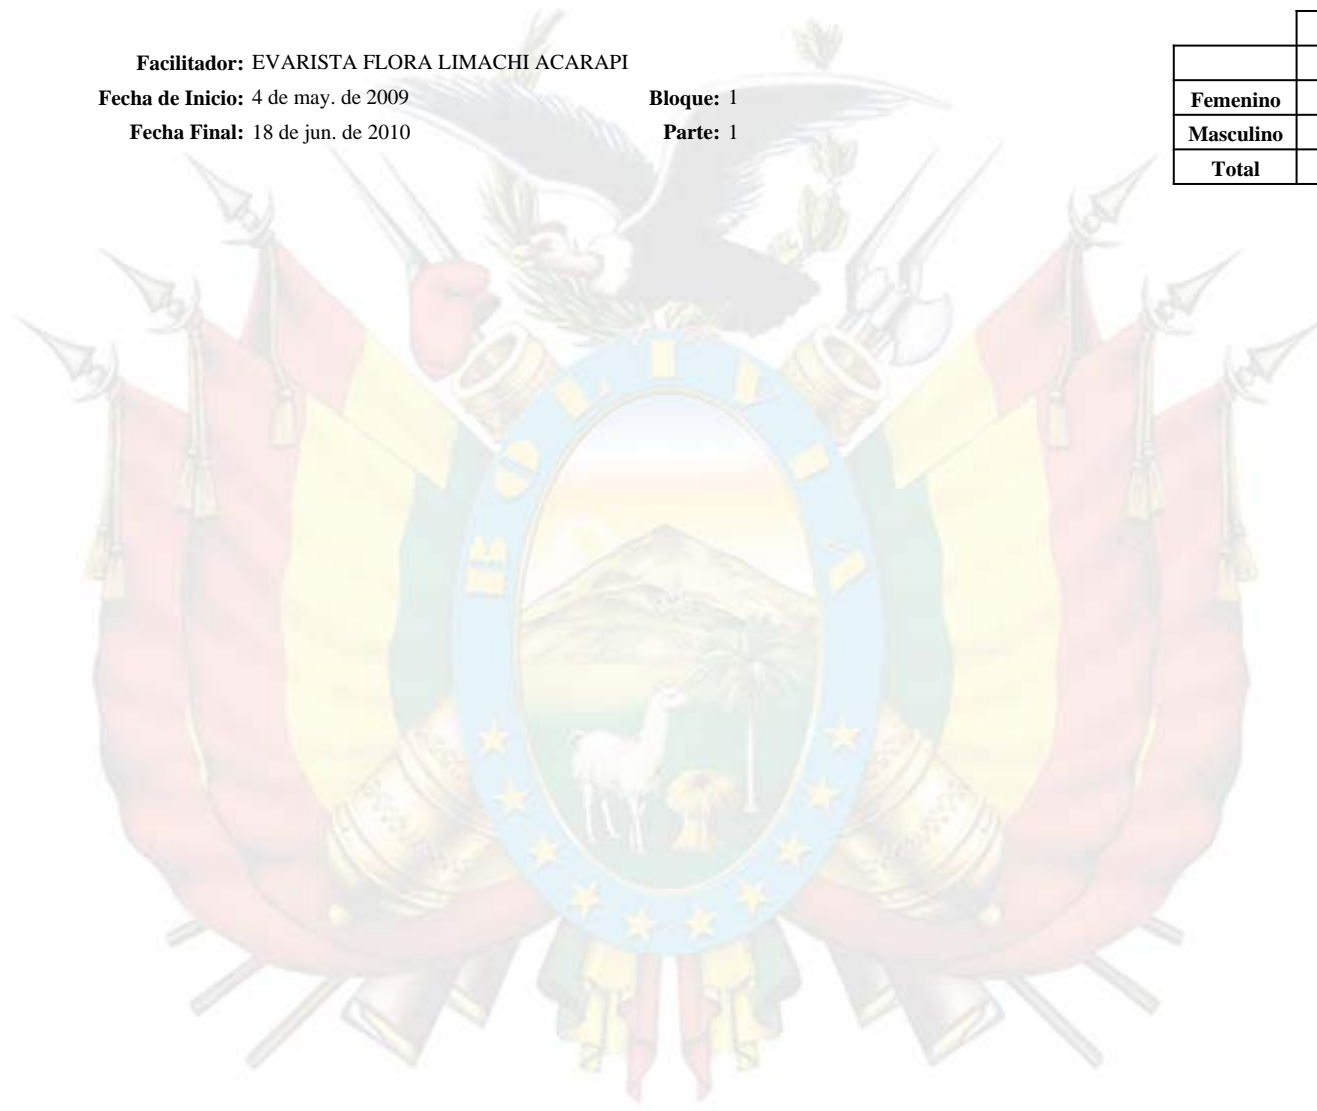 Facilitador: EVARISTA FLORA LIMACHI ACARAPI
Fecha de Inicio: 4 de may. de 2009 Bloque: 1
Fecha Final: 18 de jun. de 2010 Parte: 1
Femenino
Masculino
Total
BOLIVIA